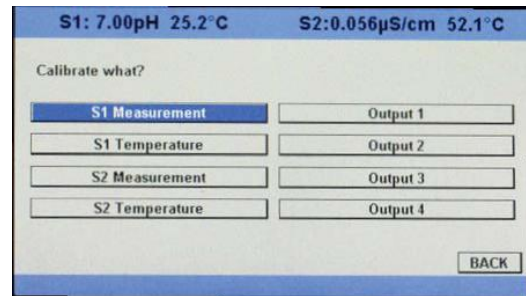 S1: 7.00pH 25.2°C S2:0.056µS/cm 52.1°C
Calibrate what?
S1 Measurement Output 1
S1 Temperature Output 2
S2 Measurement Output 3
S2 Temperature Output 4
BACK